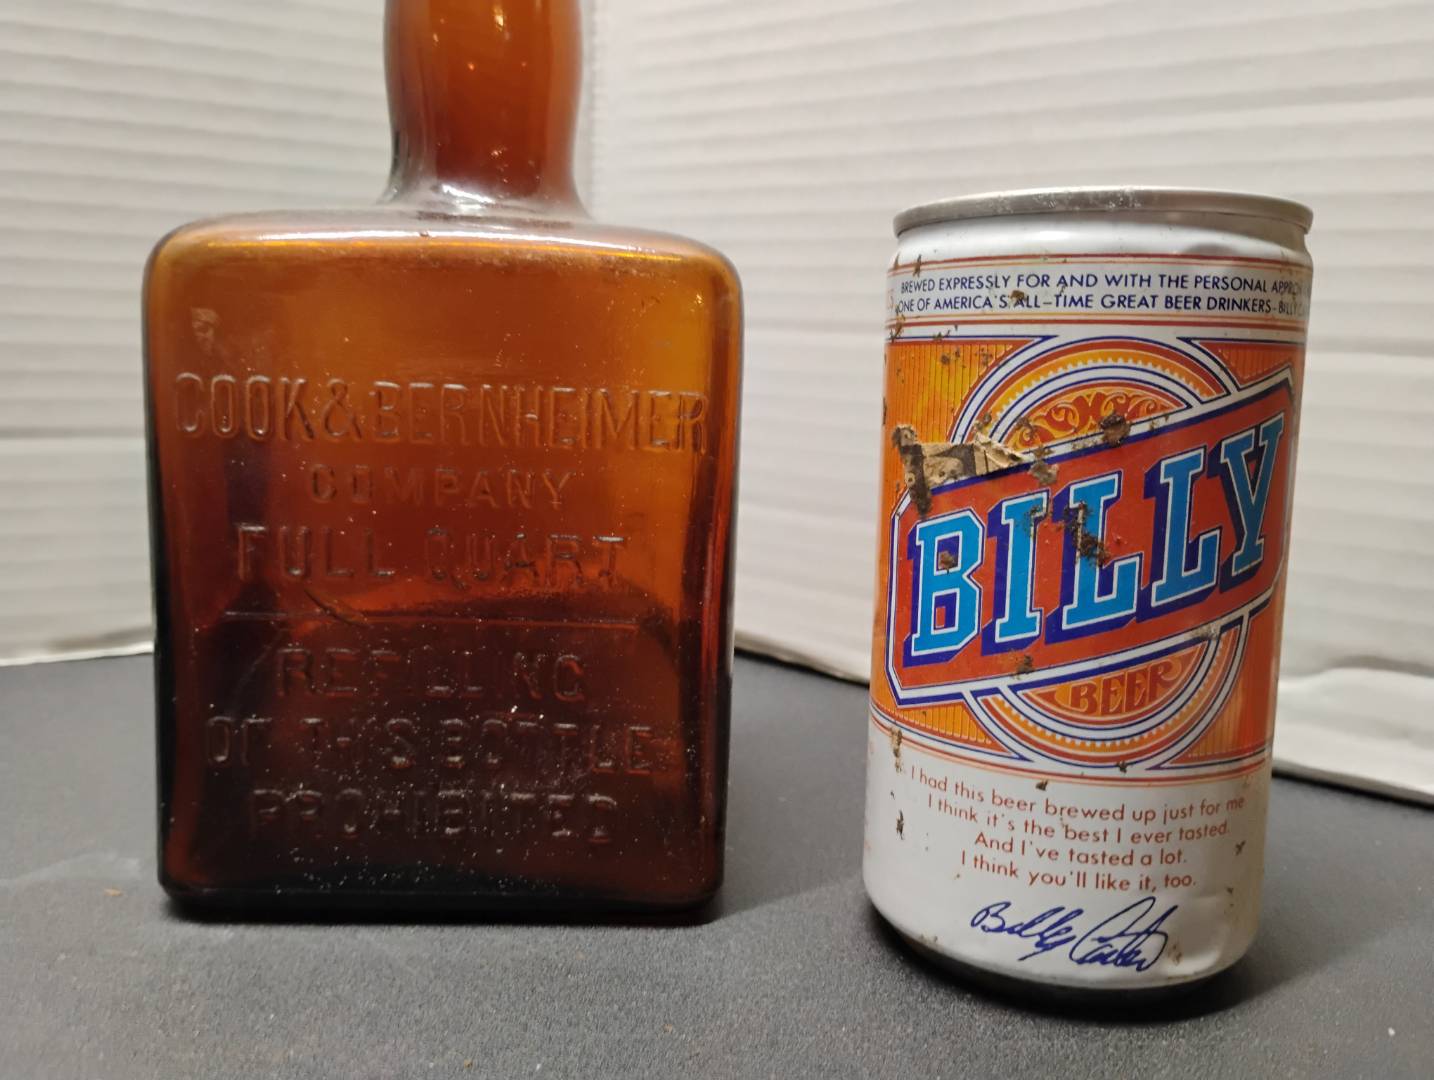 COOK & BERNHEIMER
COMPANY
FULL QUART
REFILLING
OF THIS BOTTLE
PROHIBITED
BREWED EXPRESSLY FOR AND WITH THE PERSONAL
ONE OF AMERICA'S ALL-TIME GREAT BEER DRINKERS-BILLY
BILLY
BEER
I had this beer brewed up just for me
I think it's the best I ever tasted.
And I've tasted a lot.
I think you'll like it, too.
Billy Carter